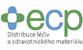 ecp
Distribuce léčiv
a zdravotnického materiálu